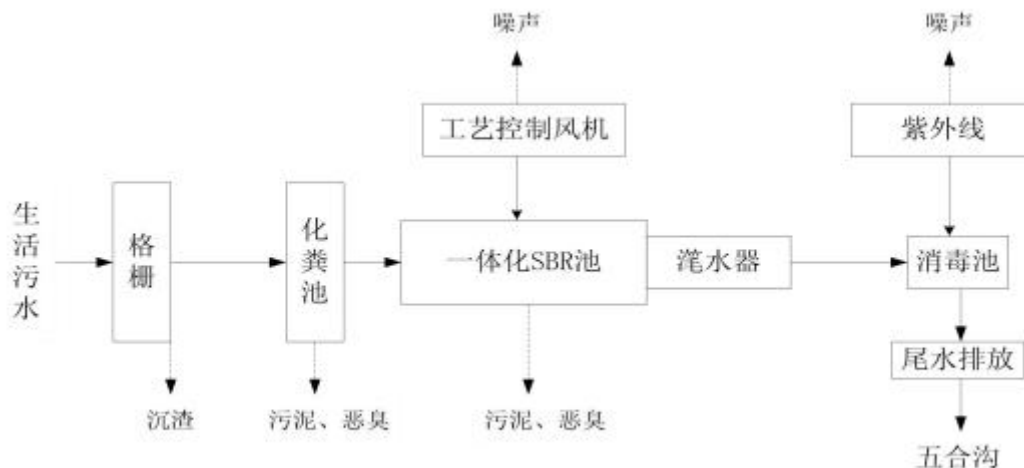 噪声
噪声
工艺控制风机
紫外线
生活污水
格栅
化粪池
一体化SBR池
滗水器
消毒池
尾水排放
沉渣
污泥、恶臭
污泥、恶臭
五合沟